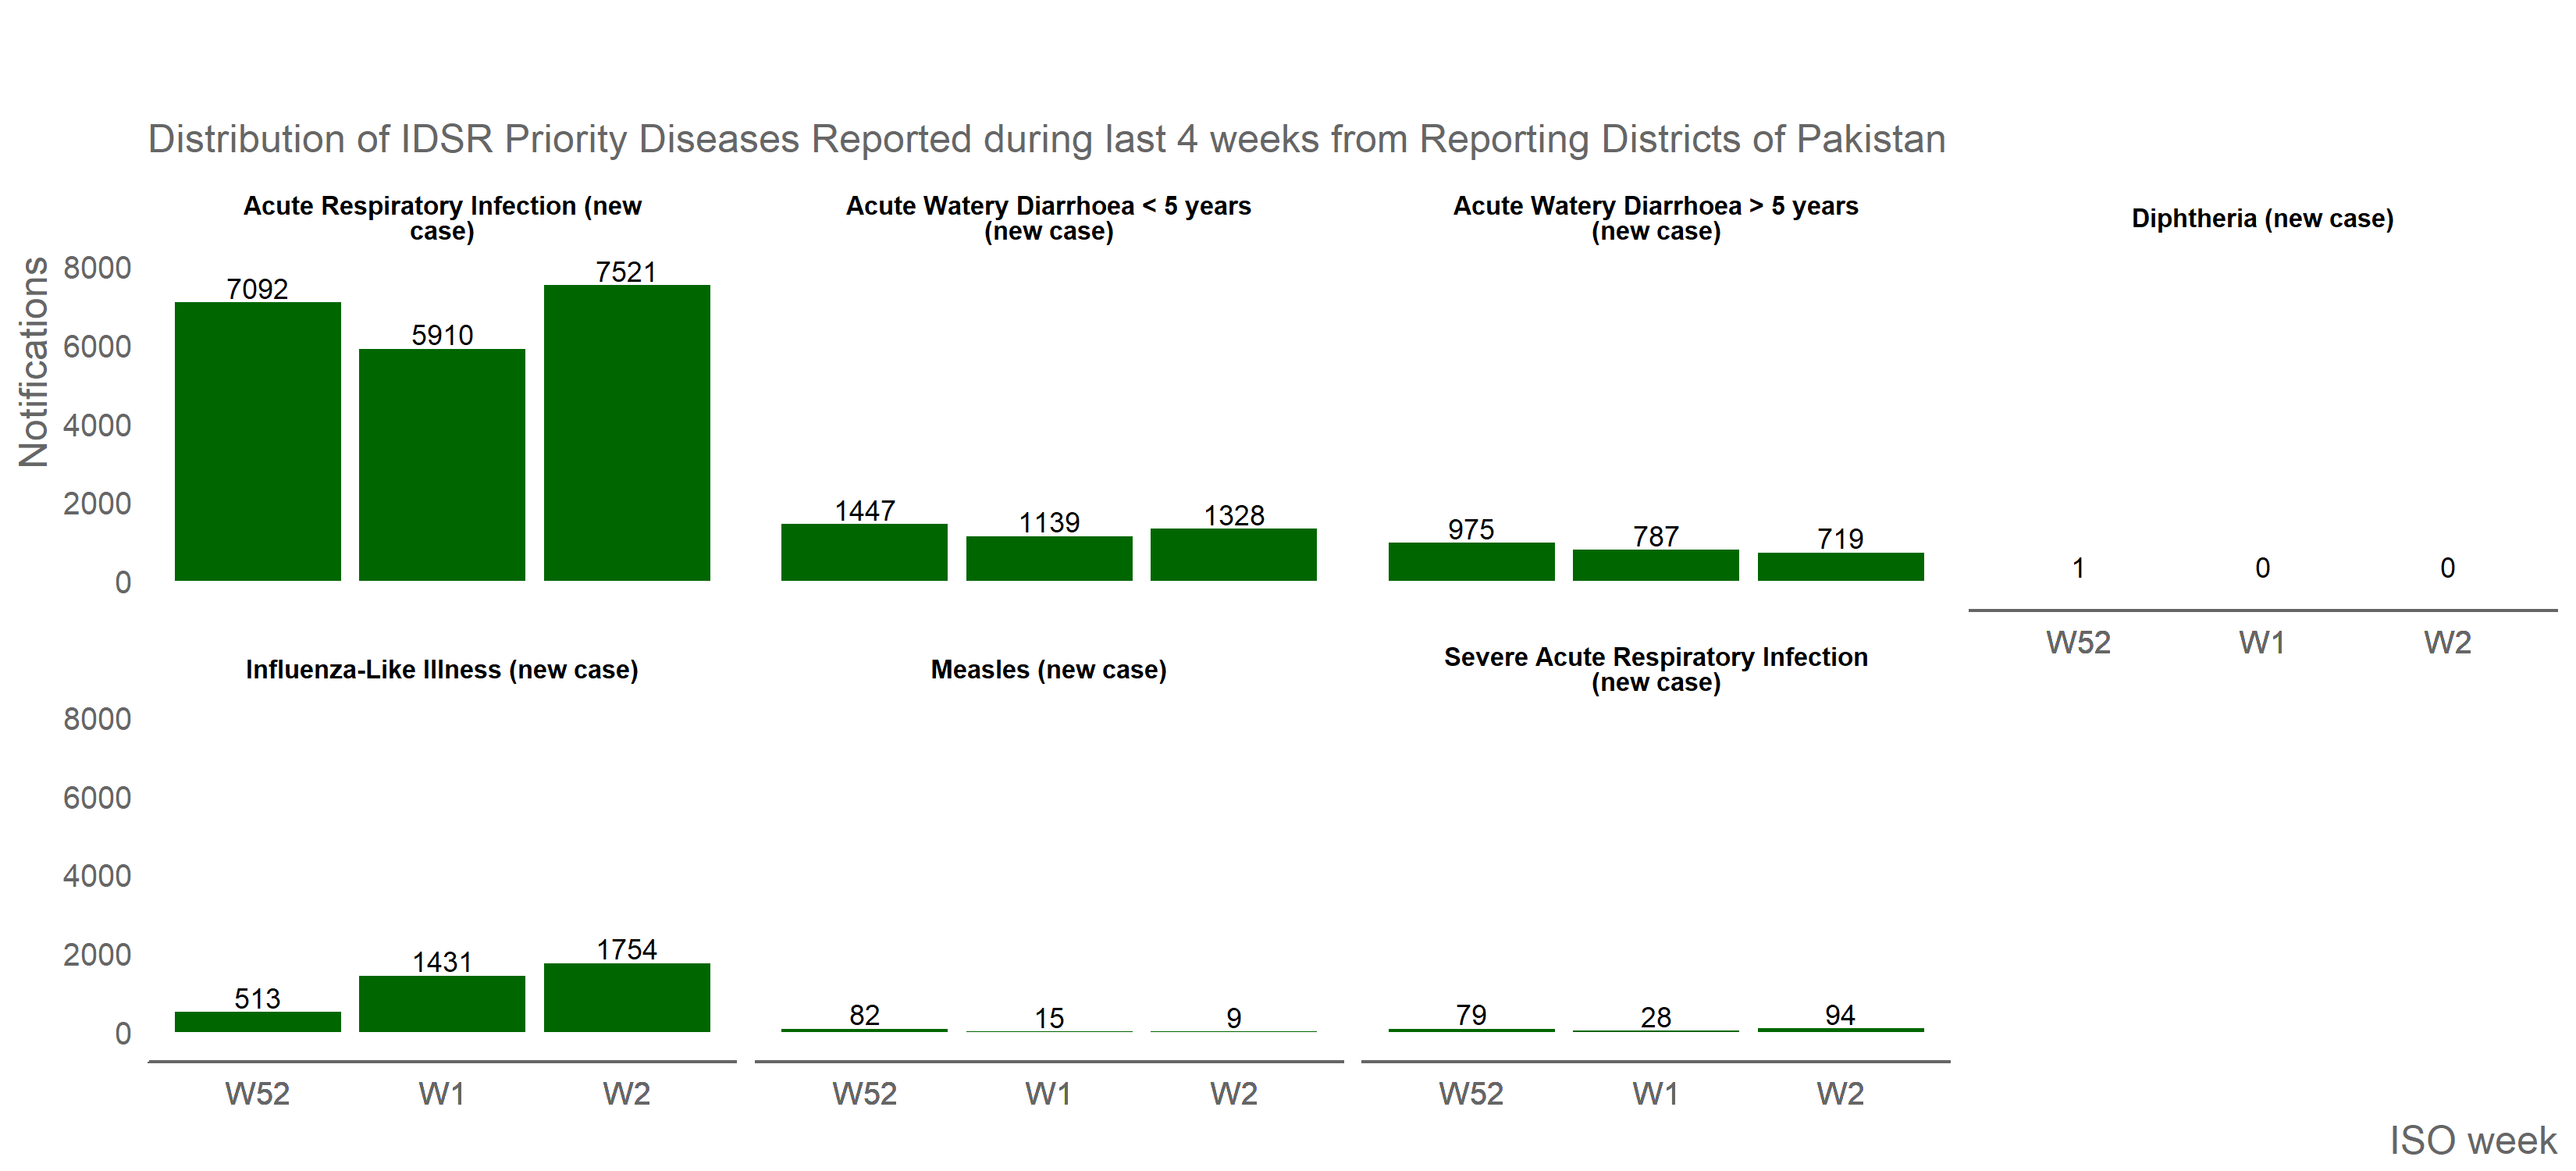 Distribution of IDSR Priority Diseases Reported during last 4 weeks from Reporting Districts of Pakistan
Acute Respiratory Infection (new
case)
Acute Watery Diarrhoea < 5 years
(new case)
Acute Watery Diarrhoea > 5 years
(new case)
Diphtheria (new case)
Notifications
8000
6000
4000
2000
0
7092
5910
7521
1447
1139
1328
975
787
719
1
0
0
W52
W1
W2
Influenza-Like Illness (new case)
Measles (new case)
Severe Acute Respiratory Infection
(new case)
8000
6000
4000
2000
0
513
1431
1754
82
15
9
79
28
94
W52
W1
W2
W52
W1
W2
W52
W1
W2
ISO week